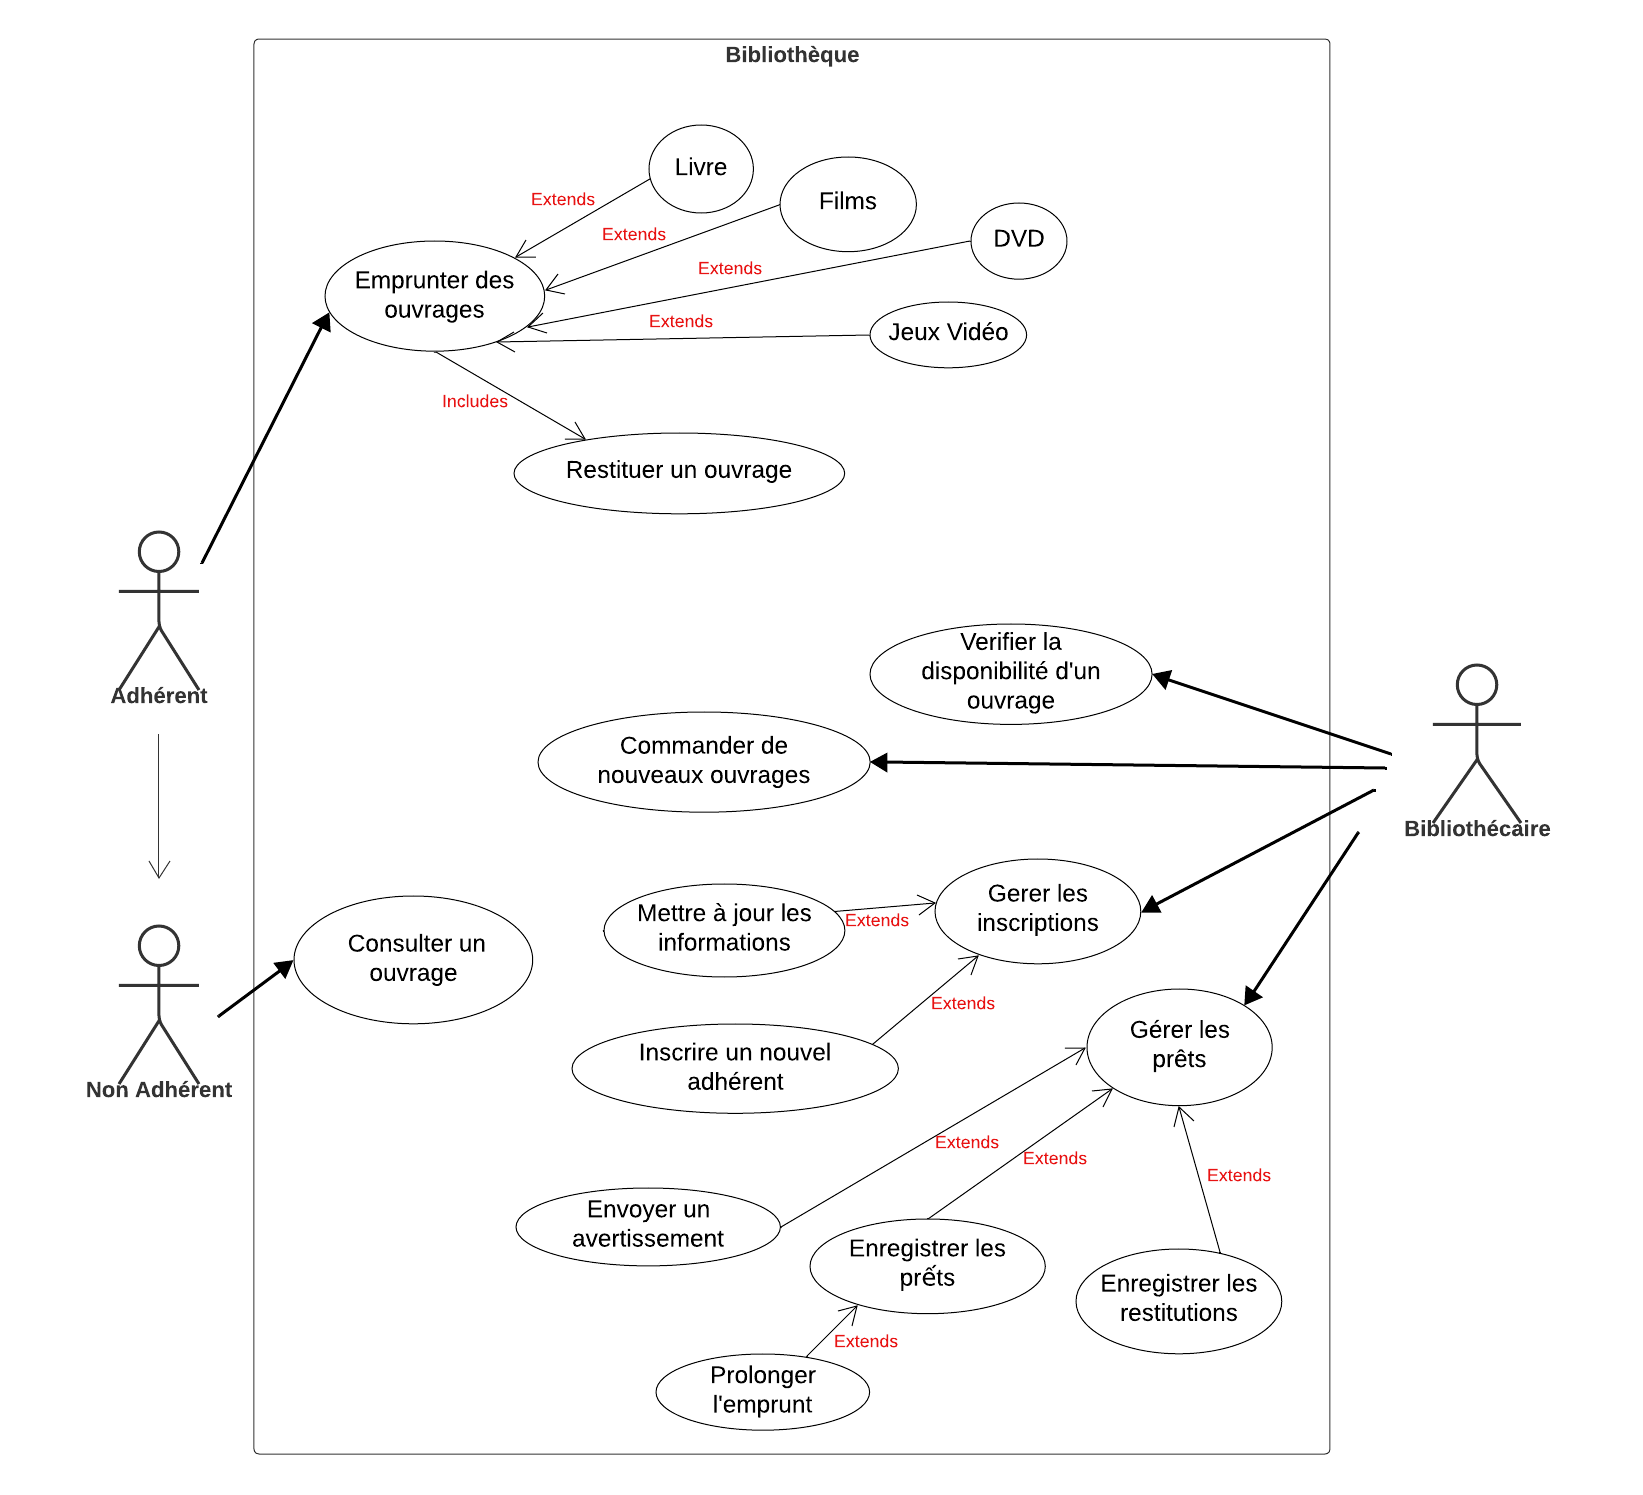 Bibliothèque
Livre
Films
DVD
Jeux Vidéo
Extends
Extends
Extends
Extends
Emprunter des
ouvrages
Includes
Restituer un ouvrage
Adhérent
Verifier la
disponibilité d'un
ouvrage
Commander de
nouveaux ouvrages
Bibliothécaire
Gerer les
inscriptions
Mettre à jour les
informations
Extends
Consulter un
ouvrage
Non Adhérent
Extends
Inscrire un nouvel
adhérent
Gérer les
prêts
Extends
Extends
Extends
Envoyer un
avertissement
Enregistrer les
prế́ts
Enregistrer les
restitutions
Extends
Prolonger
l'emprunt